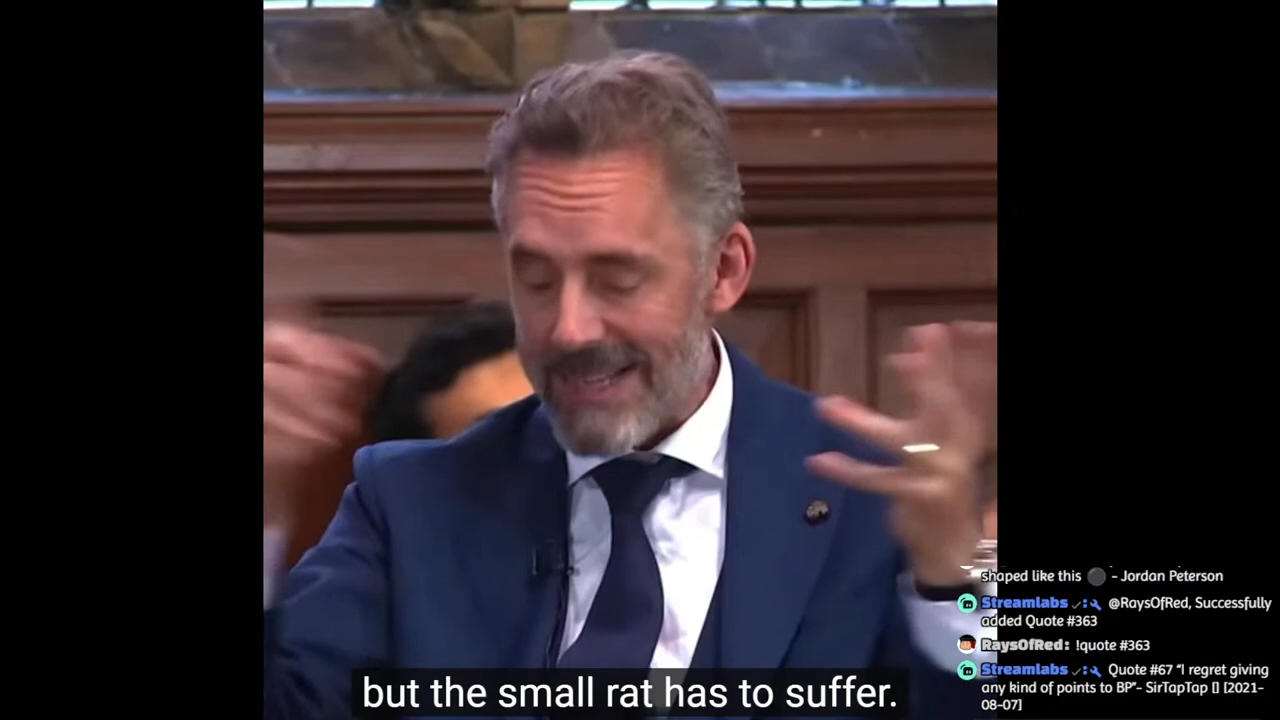 shaped like this - Jordan Peterson
Streamlabs @RaysOfRed, Successfully
added Quote #363
RaysOfRed: !quote #363
Streamlabs Quote #67 "I regret giving
any kind of points to BP"- SirTapTap [] [2021-
08-07]
but the small rat has to suffer.